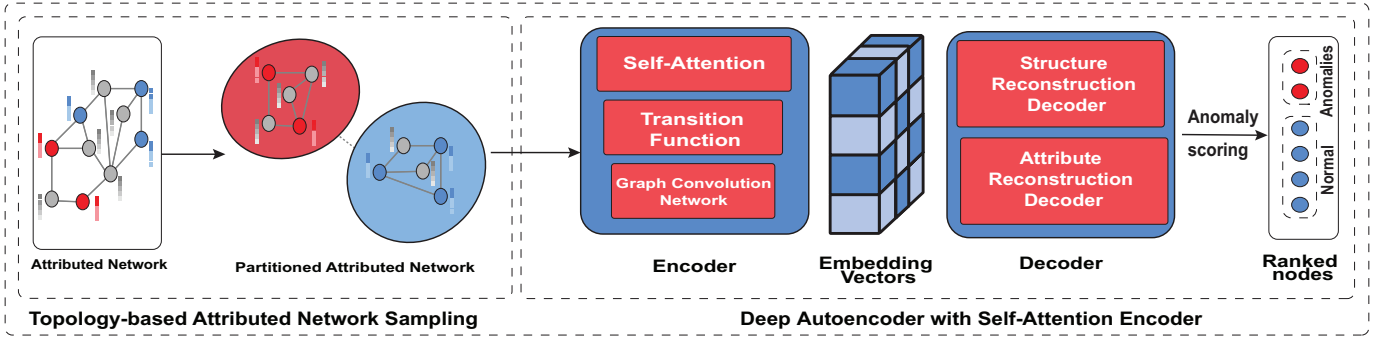 Attributed Network
Partitioned Attributed Network
Topology-based Attributed Network Sampling
Self-Attention
Transition
Function
Graph Convolution
Network
Encoder
Embedding
Vectors
Structure
Reconstruction
Decoder
Attribute
Reconstruction
Decoder
Decoder
Anomaly
scoring
Anomalies
Normal
Ranked
nodes
Deep Autoencoder with Self-Attention Encoder